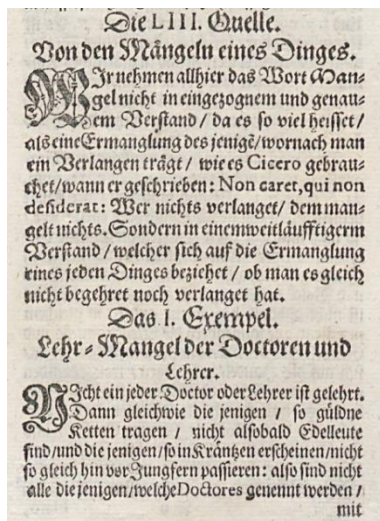 Die LIII. Quelle.
Von den Mängeln eines Dinges.
WIr nehmen allhier das Wort Man-
gel nicht in eingezognem und genau-
em Verstand / da es so viel heisset /
als eine Ermanglung des jenigē/wornach man
ein Verlangen trägt / wie es Cicero gebrau-
chet/wann er geschrieben: Non caret, qui non
desiderat: Wer nichts verlanget / dem man-
gelt nichts. Sondern in einem weitläufftigerm
Verstand / welcher sich auf die Ermanglung
eines jeden Dinges beziehet / ob man es gleich
nicht begehret noch verlanget hat.
Das I. Exempel.
Lehr-Mangel der Doctoren und
Lehrer.
NIcht ein jeder Doctor oder Lehrer ist gelehrt.
Dann gleichwie die jenigen / so güldne
Ketten tragen / nicht alsobald Edelleute
sind/und die jenigen/so in Kräntzen erscheinen/nicht
so gleich hin vor Jungfern passieren: also sind nicht
alle die jenigen/welche Doctores genennt werden /
mit